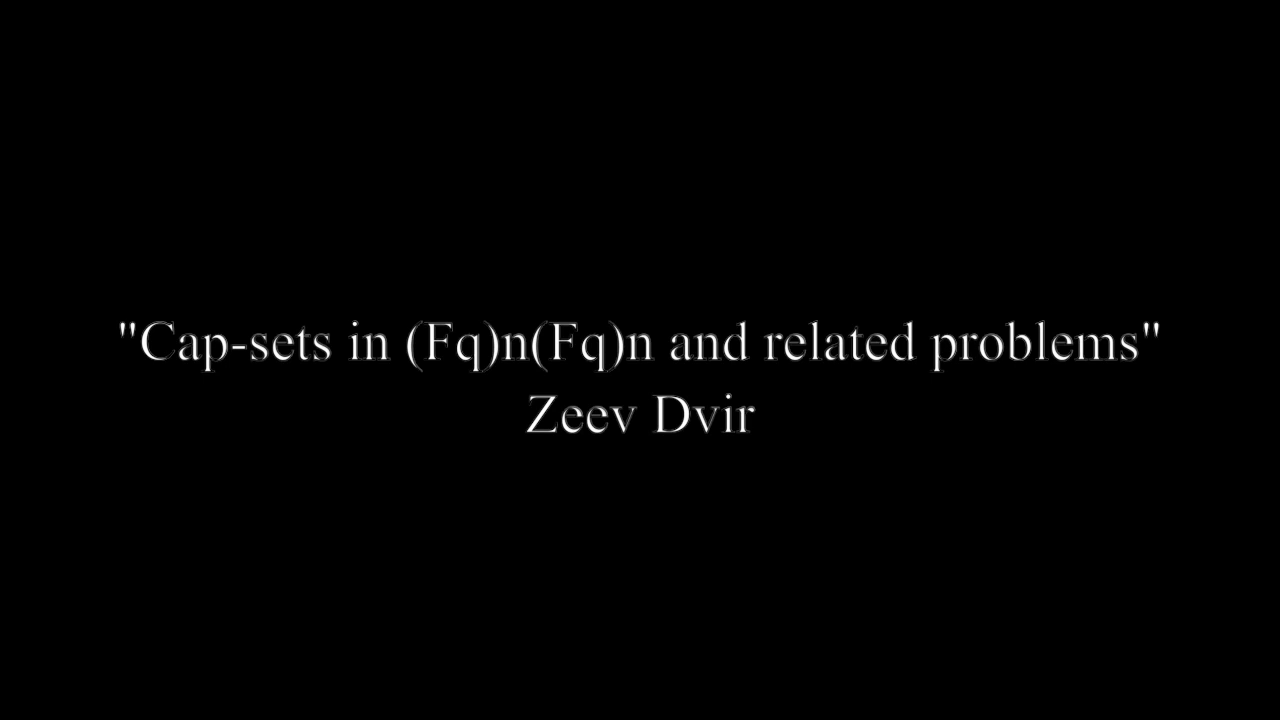 "Cap-sets in (Fq)n(Fq)n and related problems"
Zeev Dvir